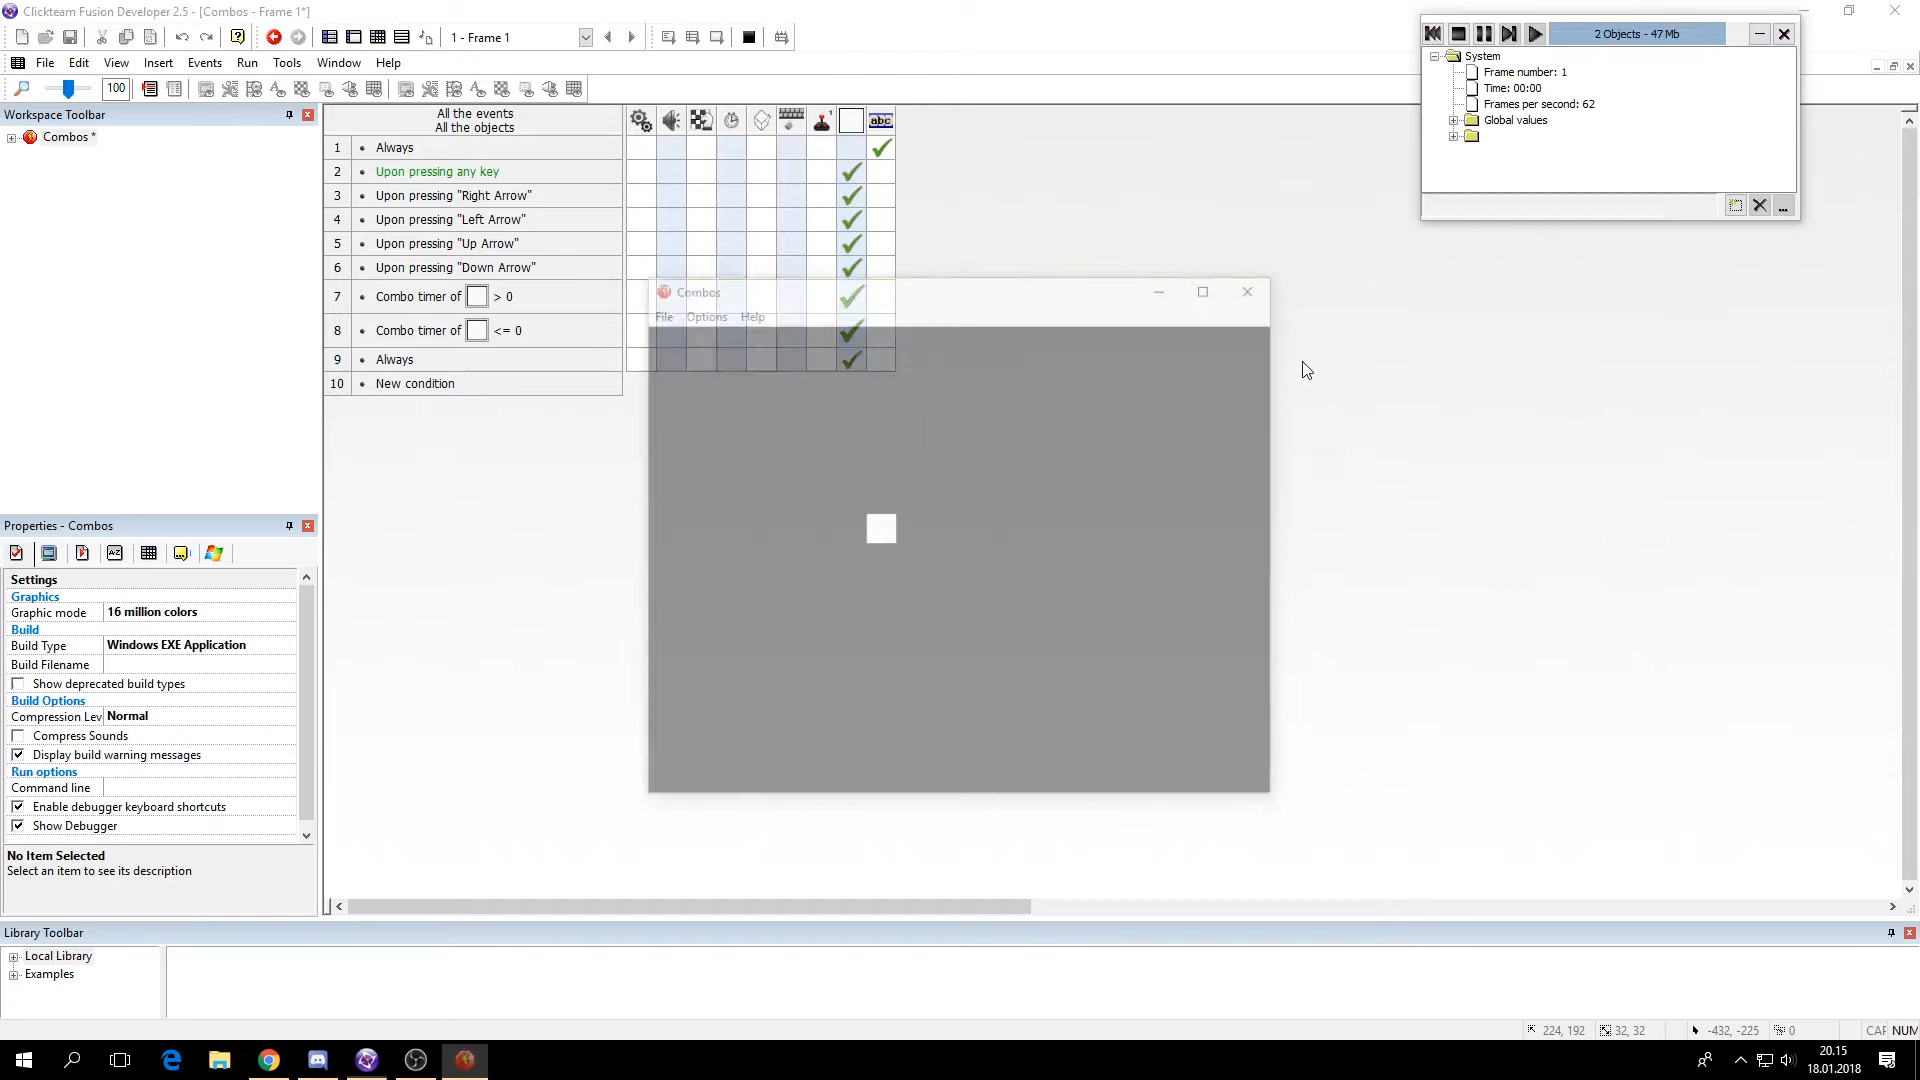 Clickteam Fusion Developer 2.5 - [Combos - Frame 1*]
1 - Frame 1
File Edit View Insert Events Run Tools Window Help
100
Workspace Toolbar
Combos *
All the events
All the objects
abc
1 • Always
2 • Upon pressing any key
3 • Upon pressing "Right Arrow"
4 • Upon pressing "Left Arrow"
5 • Upon pressing "Up Arrow"
6 • Upon pressing "Down Arrow"
7 • Combo timer of > 0
8 • Combo timer of <= 0
9 • Always
10 • New condition
2 Objects - 47 Mb
System
Frame number: 1
Time: 00:00
Frames per second: 62
Global values
...
Combos
File Options Help
Properties - Combos
Settings
Graphics
Graphic mode 16 million colors
Build
Build Type Windows EXE Application
Build Filename
Show deprecated build types
Build Options
Compression Lev Normal
Compress Sounds
Display build warning messages
Run options
Command line
Enable debugger keyboard shortcuts
Show Debugger
No Item Selected
Select an item to see its description
Library Toolbar
Local Library
Examples
224, 192 32, 32 -432, -225 0 CAP NUM
20.15
18.01.2018